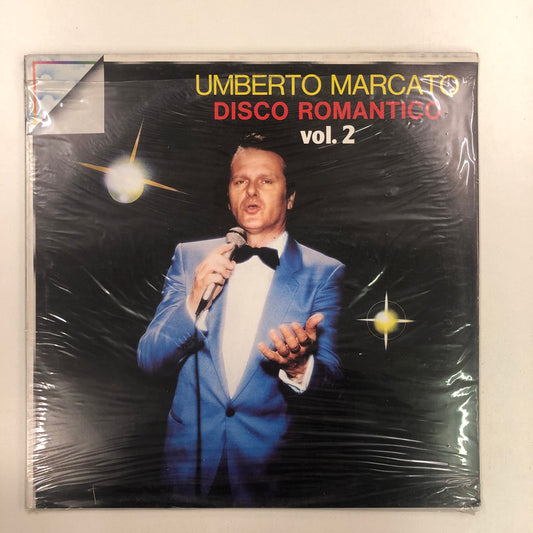 UMBERTO MARCATO
DISCO ROMANTICO
vol. 2